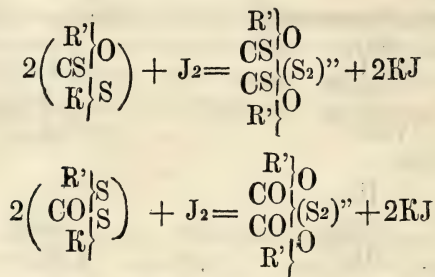 R' R'} O
CS} O CS
2( ) + J2= (S2)" + 2KJ
K} S CS
R'} O
R' R'} O
} S CO
2( CO ) + J2= (S2)" + 2KJ
K} S CO
R'} O